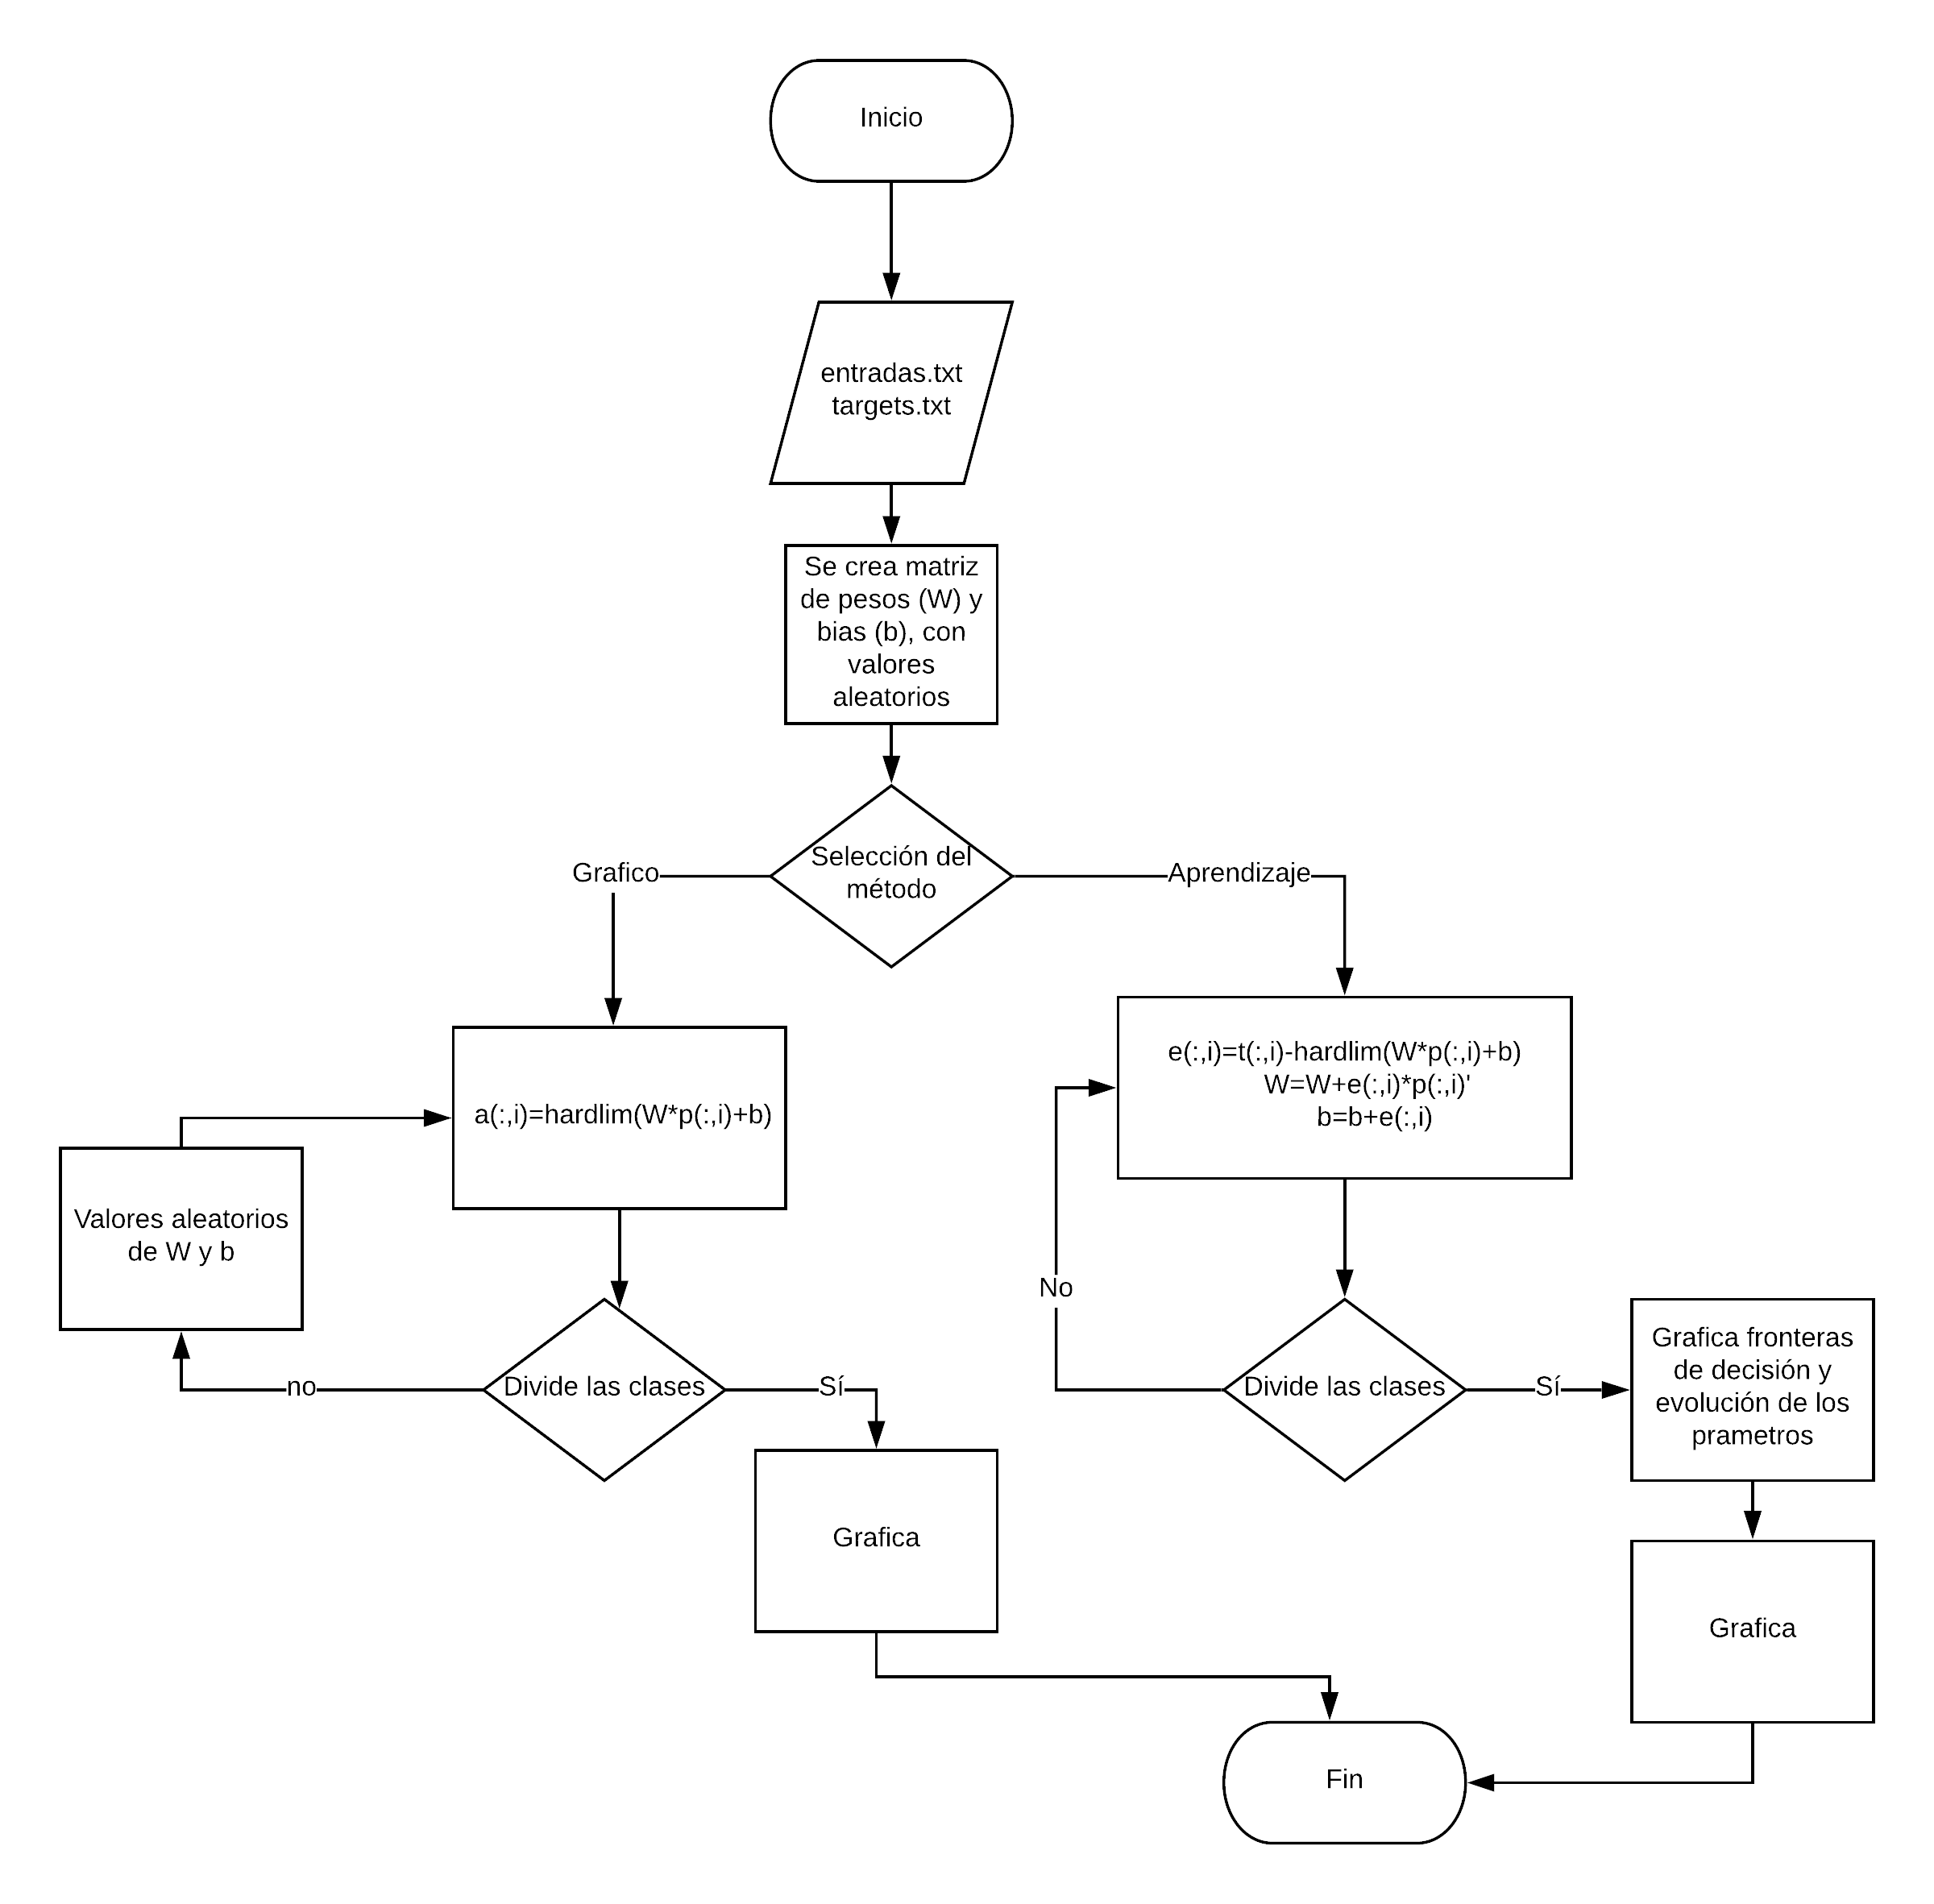 Inicio
entradas.txt
targets.txt
Se crea matriz
de pesos (W) y
bias (b), con
valores
aleatorios
Selección del
método
Grafico
Aprendizaje
a(:,i)=hardlim(W*p(:,i)+b)
Valores aleatorios
de W y b
no
Divide las clases
Sí
Grafica
e(:,i)=t(:,i)-hardlim(W*p(:,i)+b)
W=W+e(:,i)*p(:,i)'
b=b+e(:,i)
No
Divide las clases
Sí
Grafica fronteras
de decisión y
evolución de los
prametros
Grafica
Fin